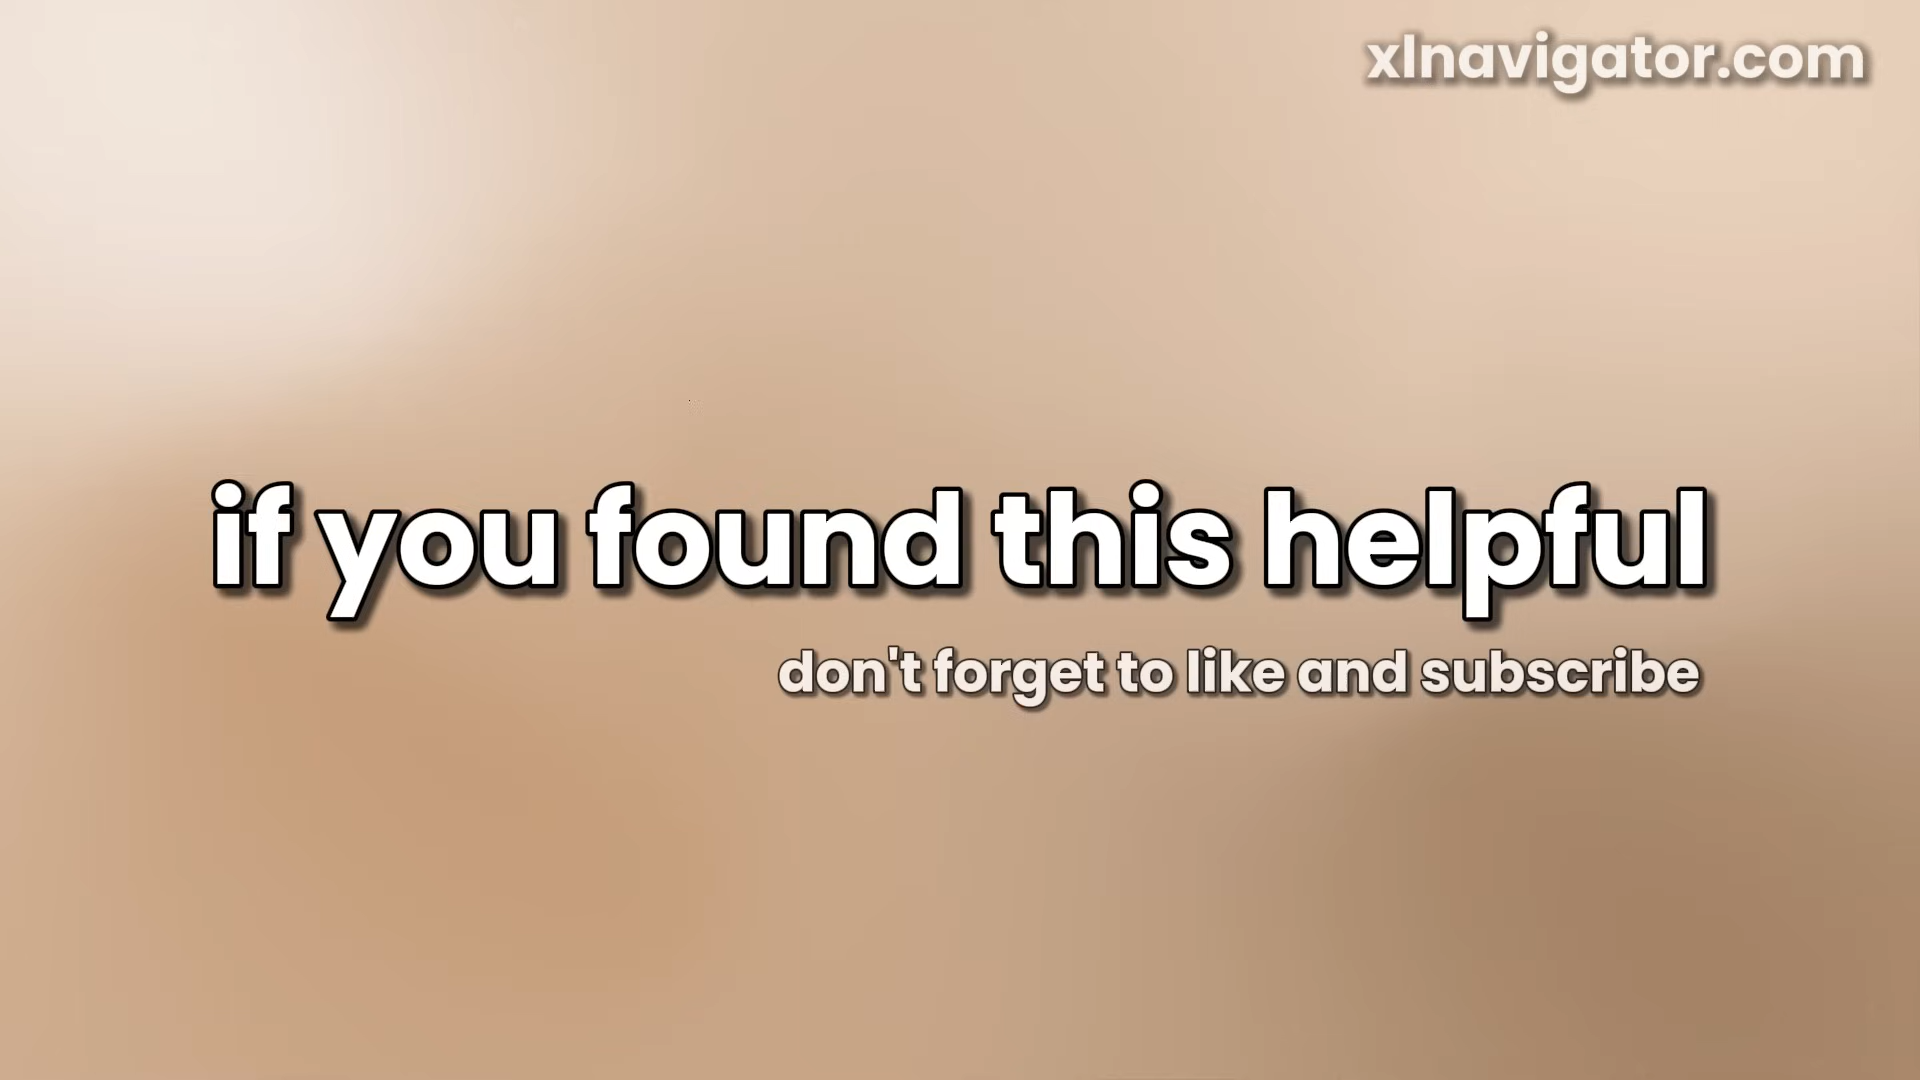 xlnavigator.com
if you found this helpful
don't forget to like and subscribe